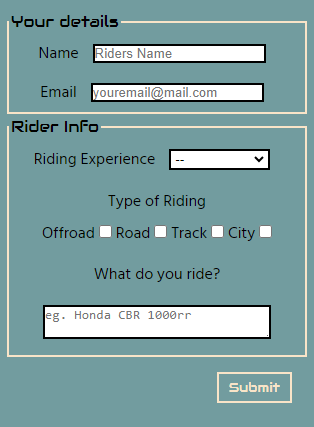 Your details
Name Riders Name
Email youremail@mail.com
Rider Info
Riding Experience --
Type of Riding
Offroad Road Track City
What do you ride?
eg. Honda CBR 1000rr
Submit